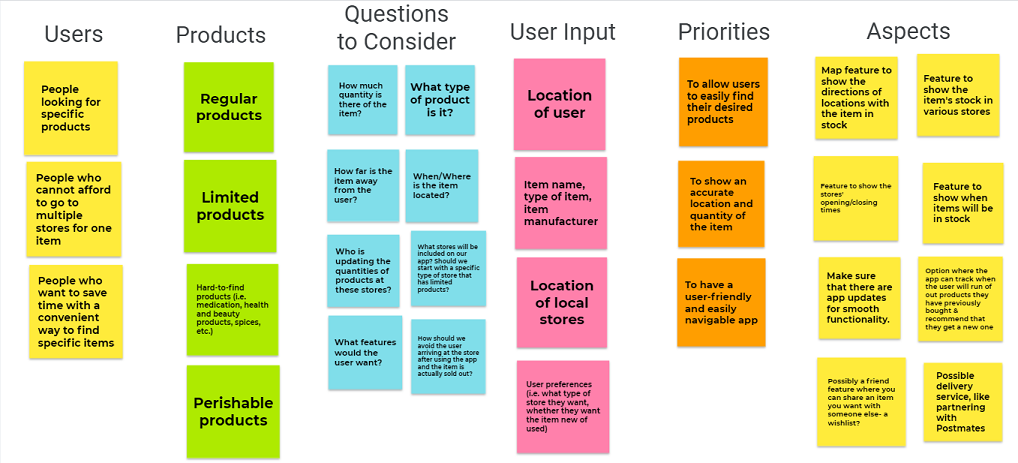 Users
People
looking for
specific
products
People who
cannot afford
to go to
multiple
stores for one
item
People who
want to save
time with a
convenient
way to find
specific items
Products
Regular
products
Limited
products
Hard-to-find
products (i.e.
medication, health
and beauty
products, spices,
etc.)
Perishable
products
Questions
to Consider
How much
quantity is
there of the
item?
What type
of product
is it?
How far is the
item away
from the
user?
When/Where
is the item
located?
Who is
updating the
quantities of
products at
these stores?
What stores will be
included on our
app? Should we
start with a specific
type of store that
has limited
products?
What features
would the
user want?
How should we
avoid the user
arriving at the store
after using the app
and the item is
actually sold out?
User Input
Location
of user
Item name,
type of item,
item
manufacturer
Location
of local
stores
User preferences
(i.e. what type of
store they want,
whether they want
the item new of
used)
Priorities
To allow users
to easily find
their desired
products
To show an
accurate
location and
quantity of
the item
To have a
user-friendly
and easily
navigable app
Aspects
Map feature to
show the
directions of
locations with
the item in
stock
Feature to
show the
item's stock in
various stores
Feature to show the
stores'
opening/closing
times
Feature to
show when
items will be
in stock
Make sure
that there are
app updates
for smooth
functionality.
Option where the
app can track when
the user will run of
out products they
have previously
bought &
recommend that
they get a new one
Possibly a friend
feature where you
can share an item
you want with
someone else- a
wishlist?
Possible
delivery
service, like
partnering
with
Postmates